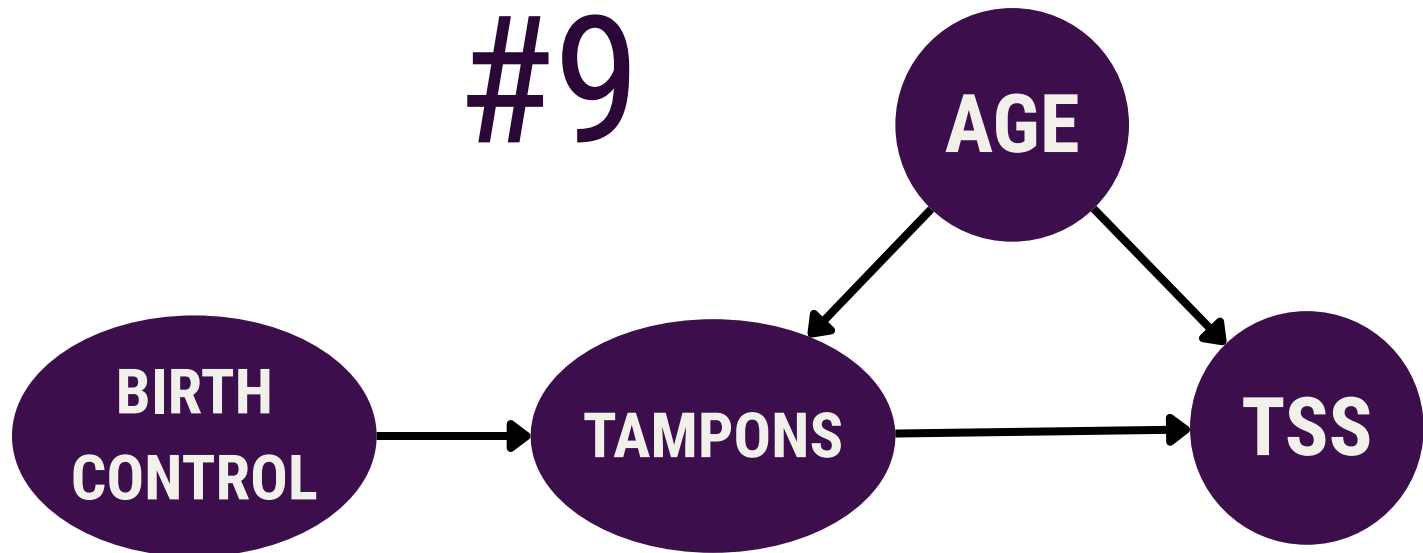 #9
AGE
BIRTH
CONTROL
TAMPONS
TSS